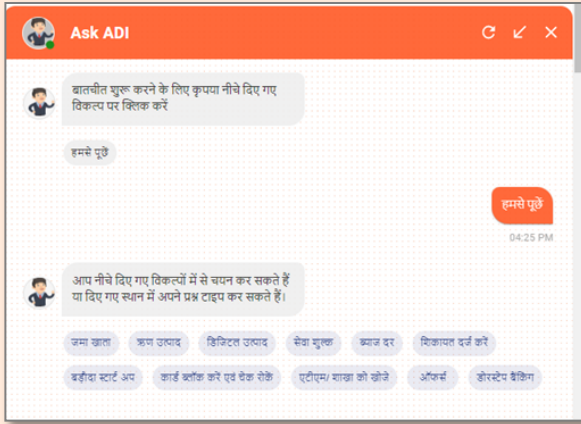 Ask ADI
बातचीत शुरू करने के लिए कृपया नीचे दिए गए
विकल्प पर क्लिक करें
हमसे पूछें
हमसे पूछें
04:25 PM
आप नीचे दिए गए विकल्पों में से चयन कर सकते हैं
या दिए गए स्थान में अपने प्रश्न टाइप कर सकते हैं।
जमा खाता ऋण उत्पाद डिजिटल उत्पाद सेवा शुल्क ब्याज दर शिकायत दर्ज करें
बड़ौदा स्टार्ट अप कार्ड ब्लॉक करें एवं चेक रोकें एटीएम/ शाखा को खोजे ऑफर्स डोरस्टेप बैंकिंग